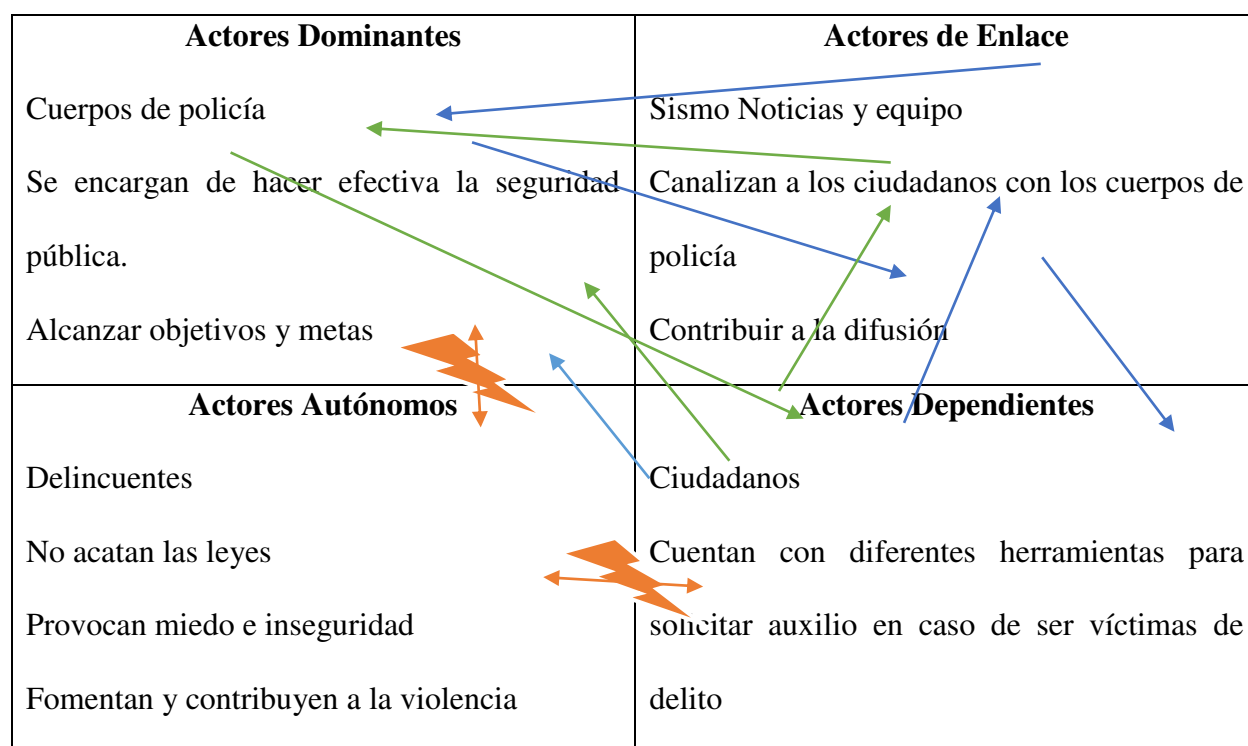 Actores Dominantes
Cuerpos de policía
Se encargan de hacer efectiva la seguridad
pública.
Alcanzar objetivos y metas
Actores de Enlace
Sismo Noticias y equipo
Canalizan a los ciudadanos con los cuerpos de
policía
Contribuir a la difusión
Actores Autónomos
Delincuentes
No acatan las leyes
Provocan miedo e inseguridad
Fomentan y contribuyen a la violencia
Actores Dependientes
Ciudadanos
Cuentan con diferentes herramientas para
solicitar auxilio en caso de ser víctimas de
delito